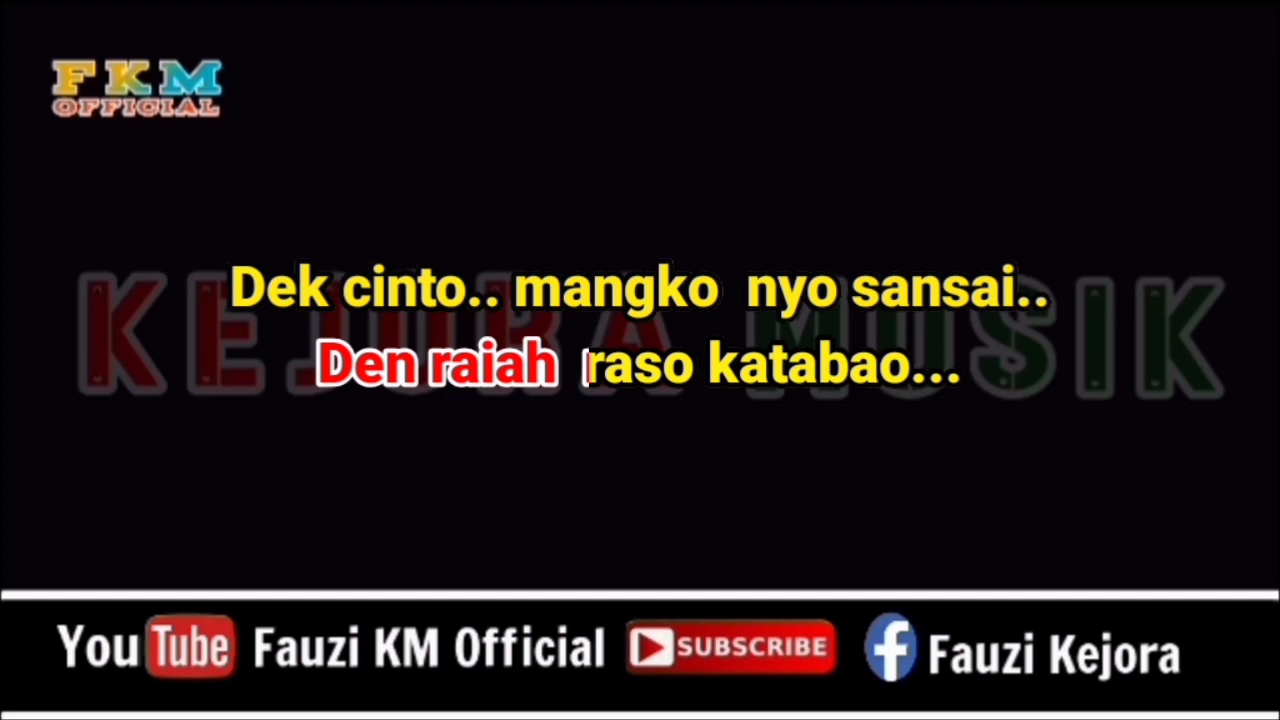 FKM
OFFICIAL
KEJORA MUSIK
Dek cinto.. mangko nyo sansai..
Den raiah raso katabao...
YouTube Fauzi KM Official SUBSCRIBE f Fauzi Kejora